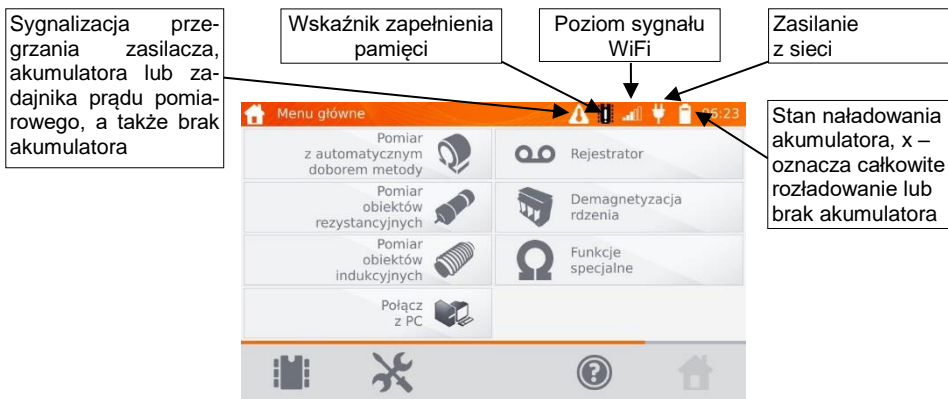 Sygnalizacja prze-
grzania zasilacza,
akumulatora lub za-
dajnika prądu pomia-
rowego, a także brak
akumulatora
Wskaźnik zapełnienia
pamięci
Poziom sygnału
WiFi
Zasilanie
z sieci
Stan naładowania
akumulatora, x –
oznacza całkowite
rozładowanie lub
brak akumulatora
Menu główne
06:23
Pomiar
z automatycznym
doborem metody
Rejestrator
Pomiar
obiektów
rezystancyjnych
Demagnetyzacja
rdzenia
Pomiar
obiektów
indukcyjnych
Funkcje
specjalne
Połącz
z PC